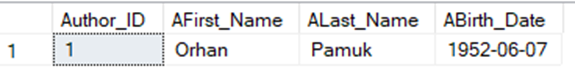 Author_ID AFirst_Name ALast_Name ABirth_Date
1 1 Orhan Pamuk 1952-06-07